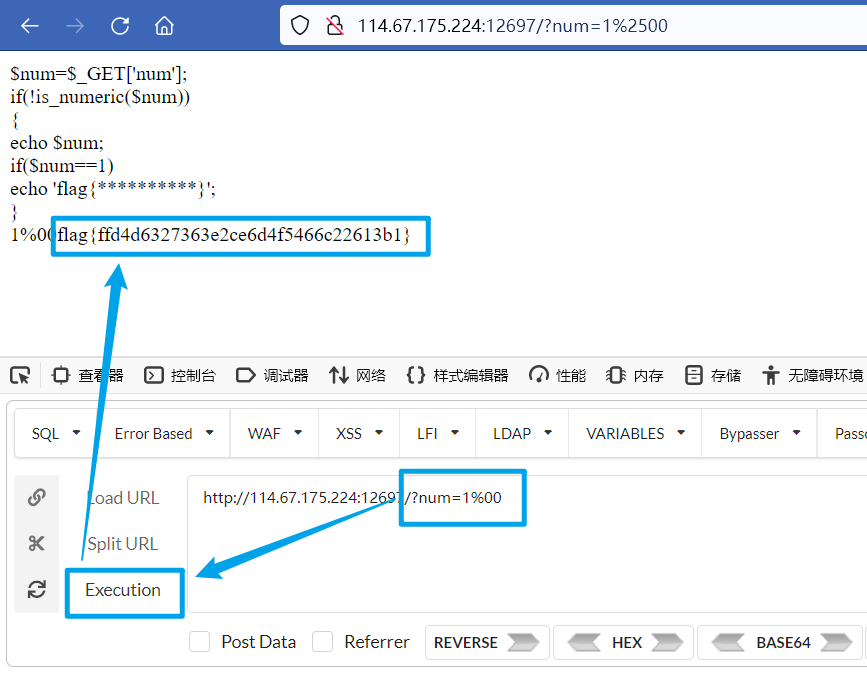 114.67.175.224:12697/?num=1%2500
$num=$_GET['num'];
if(!is_numeric($num))
{
echo $num;
if($num==1)
echo 'flag{**********}';
}
1%00flag{ffd4d6327363e2ce6d4f5466c22613b1}
查看器 控制台 调试器 网络 样式编辑器 性能 内存 存储 无障碍环境
SQL Error Based WAF XSS LFI LDAP VARIABLES Bypasser Passo
Load URL http://114.67.175.224:12697/?num=1%00
Split URL
Execution
Post Data Referrer REVERSE HEX BASE64